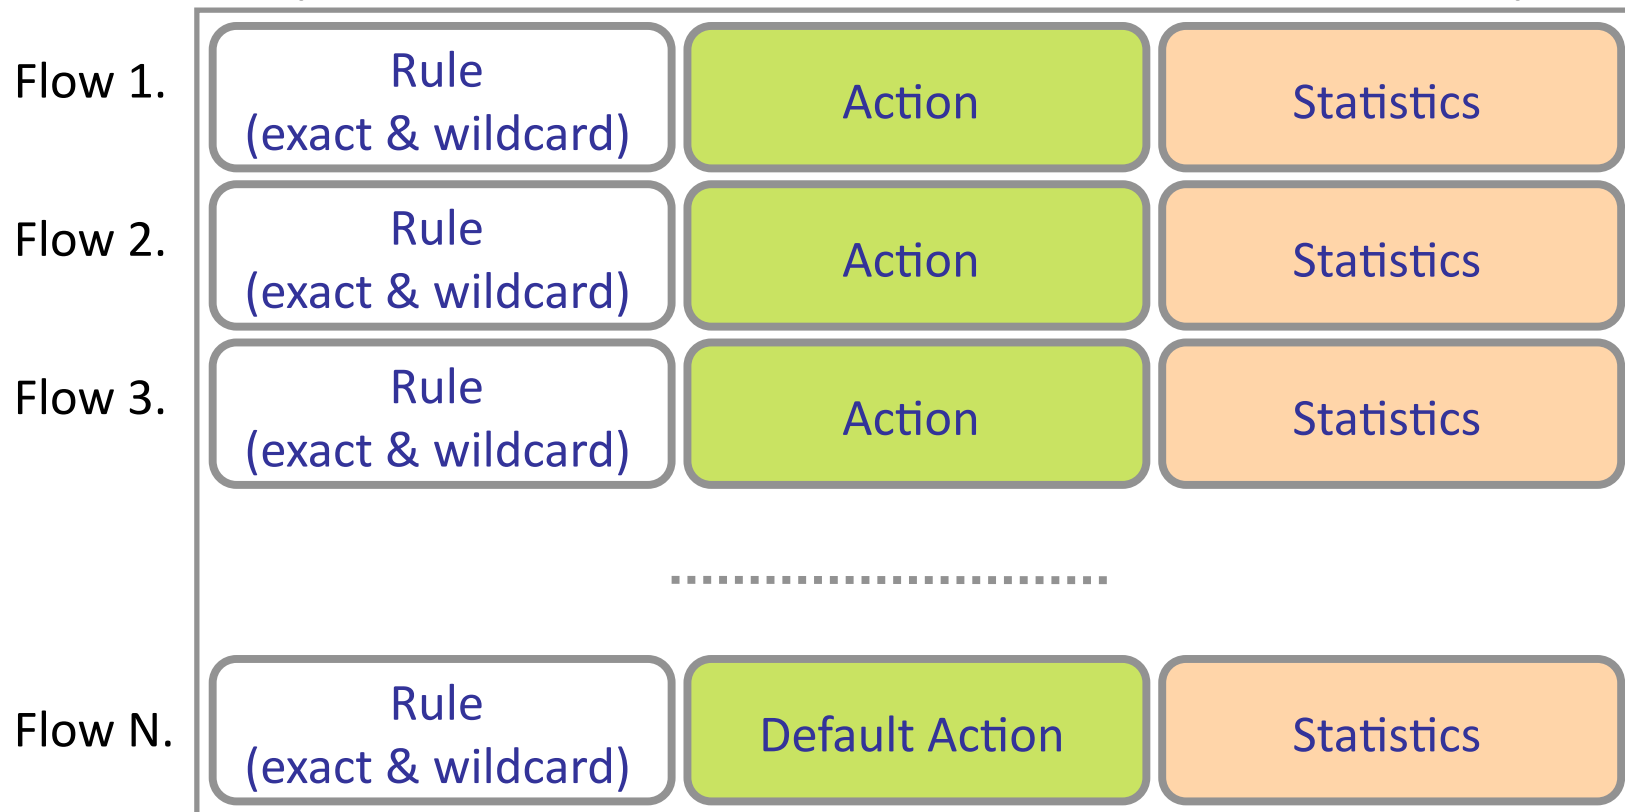 Flow 1.
Rule
(exact & wildcard)
Action
Statistics
Flow 2.
Rule
(exact & wildcard)
Action
Statistics
Flow 3.
Rule
(exact & wildcard)
Action
Statistics
Flow N.
Rule
(exact & wildcard)
Default Action
Statistics